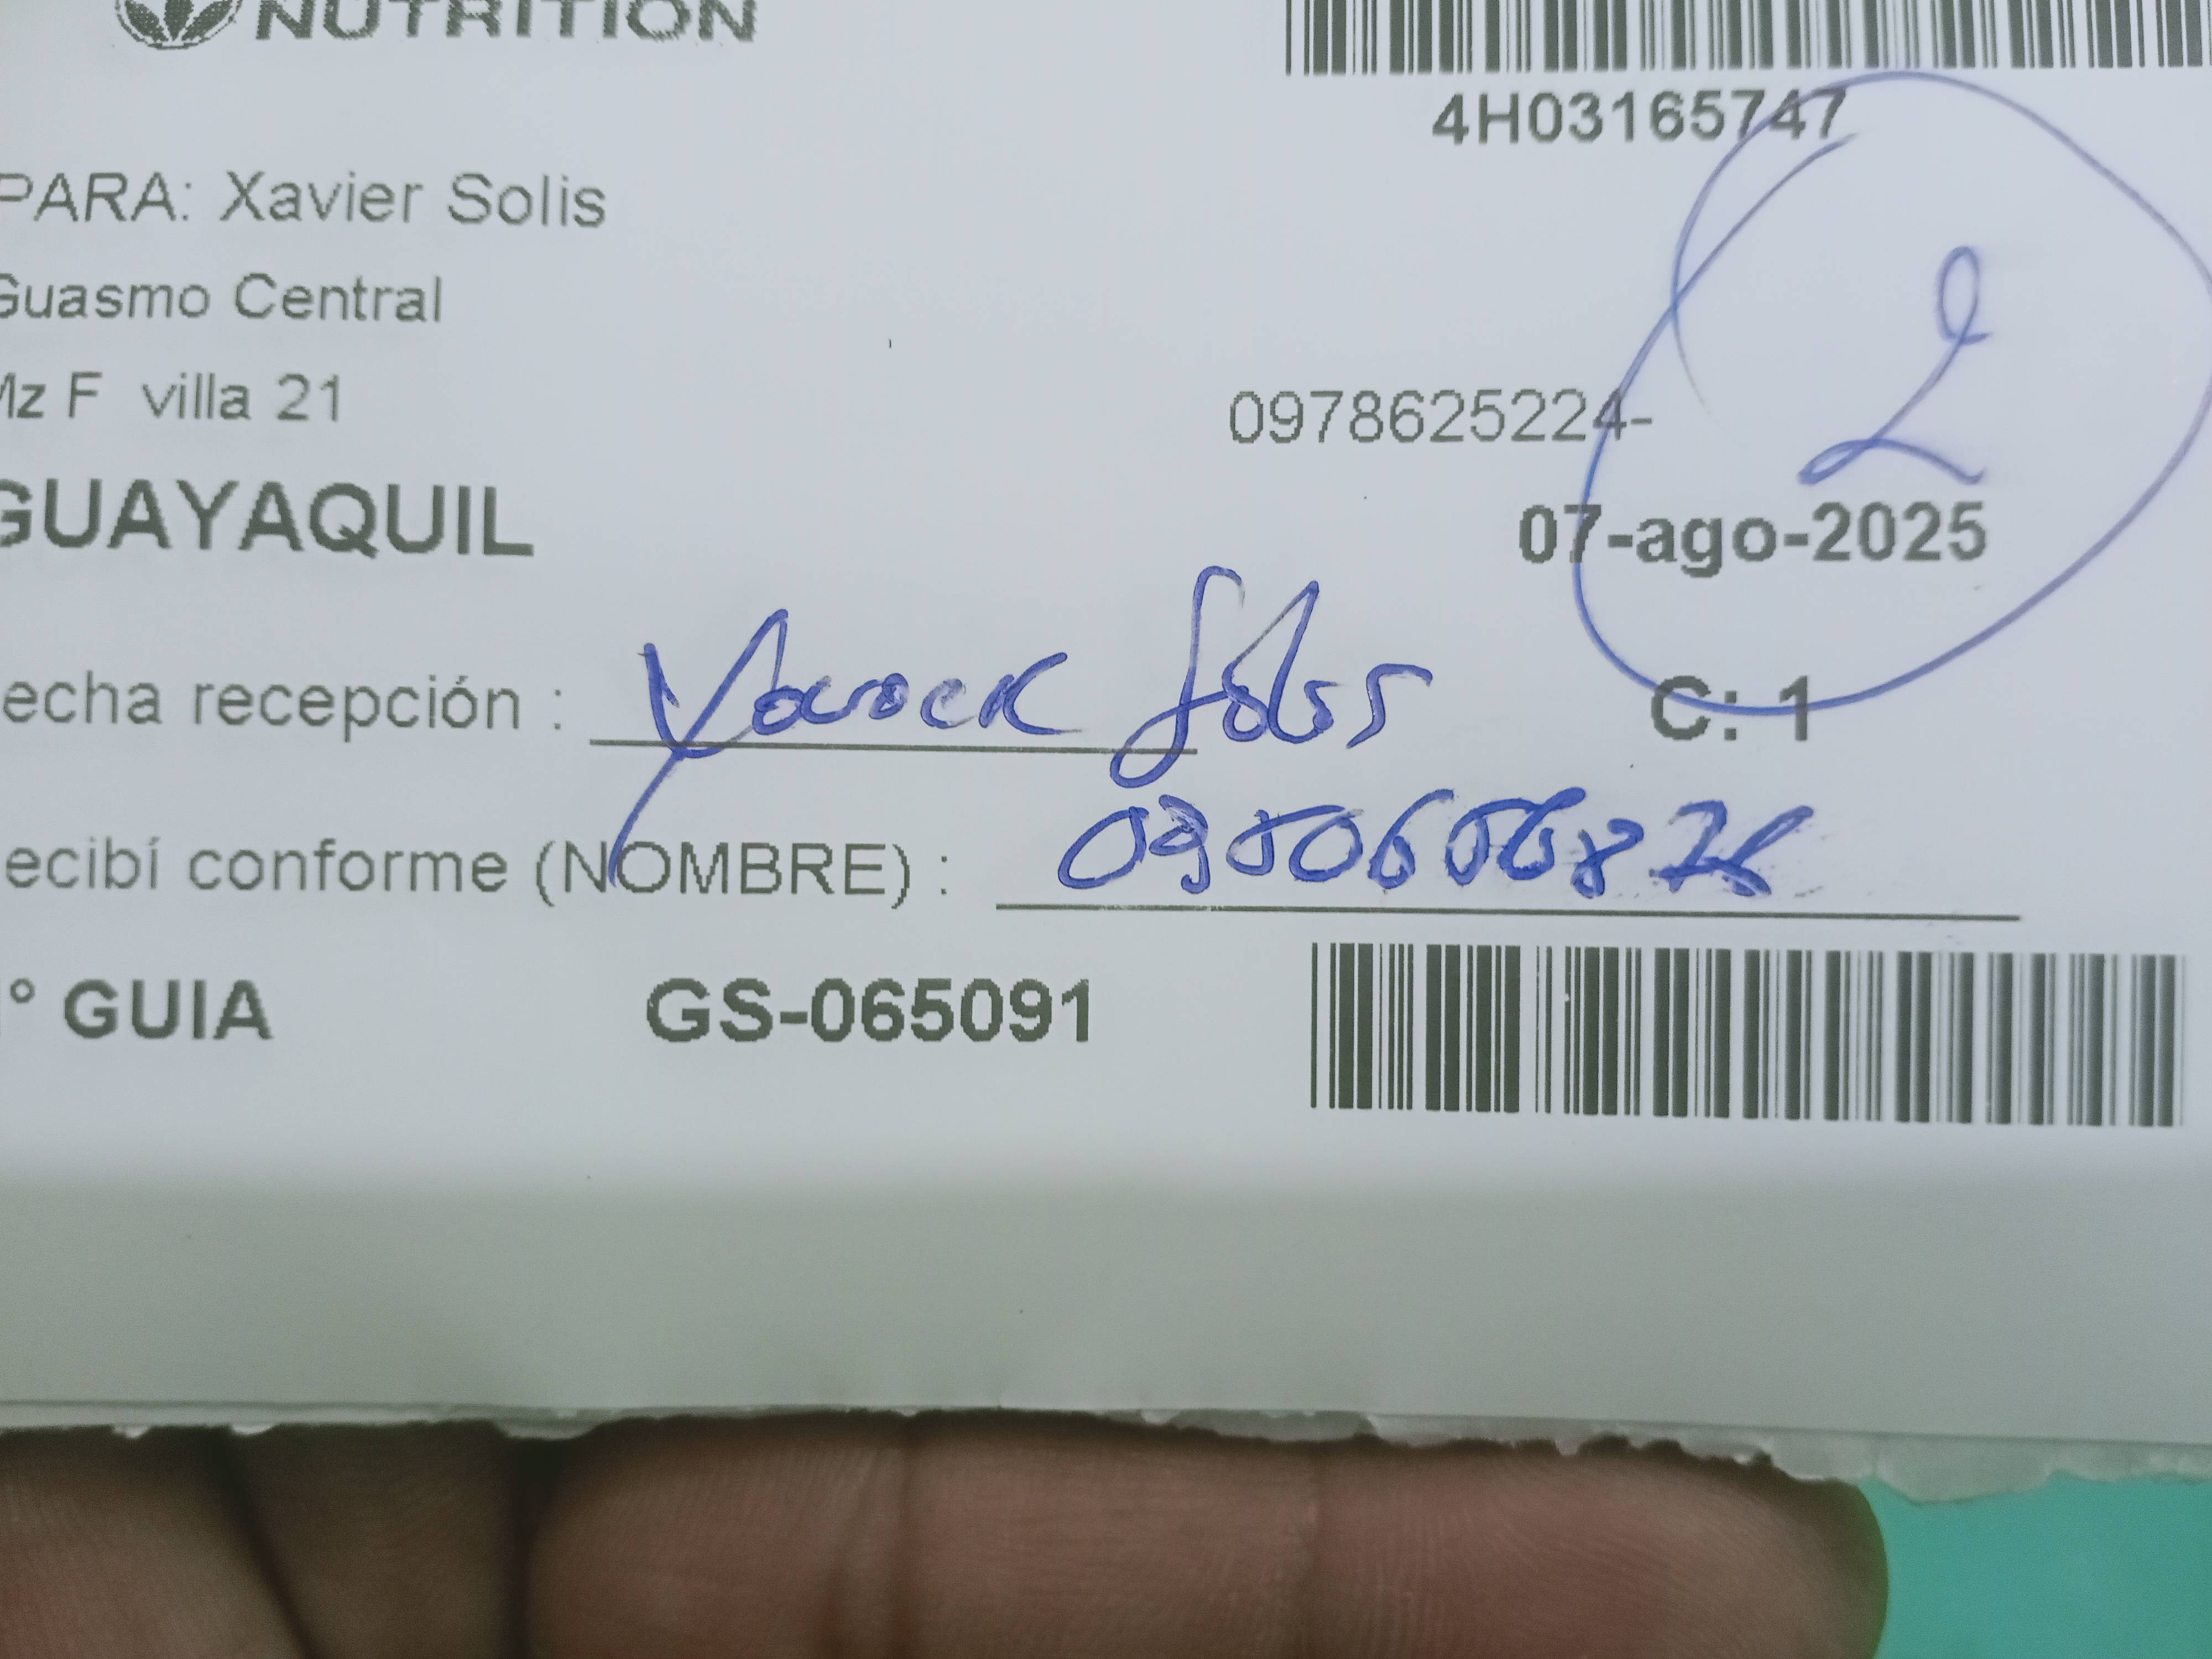 NUTRITION
4H03165747
PARA: Xavier Solis
Guasmo Central
Mz F villa 21
0978625224-
2
GUAYAQUIL
07-ago-2025
echa recepción :
Solis
C: 1
ecibí conforme (NOMBRE) :
° GUIA
GS-065091